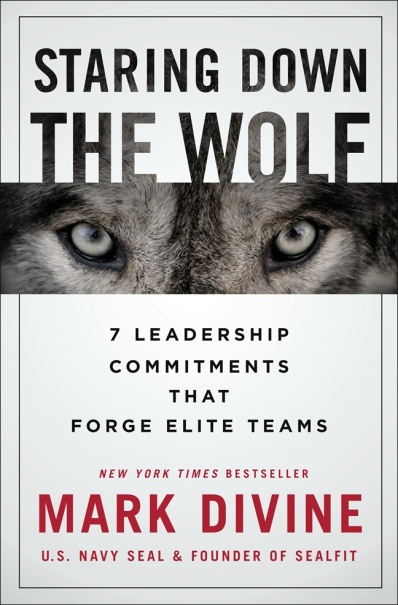 STARING DOWN
THE WOLF
7 LEADERSHIP
COMMITMENTS
THAT
FORGE ELITE TEAMS
NEW YORK TIMES BESTSELLER
MARK DIVINE
U.S. NAVY SEAL & FOUNDER OF SEALFIT